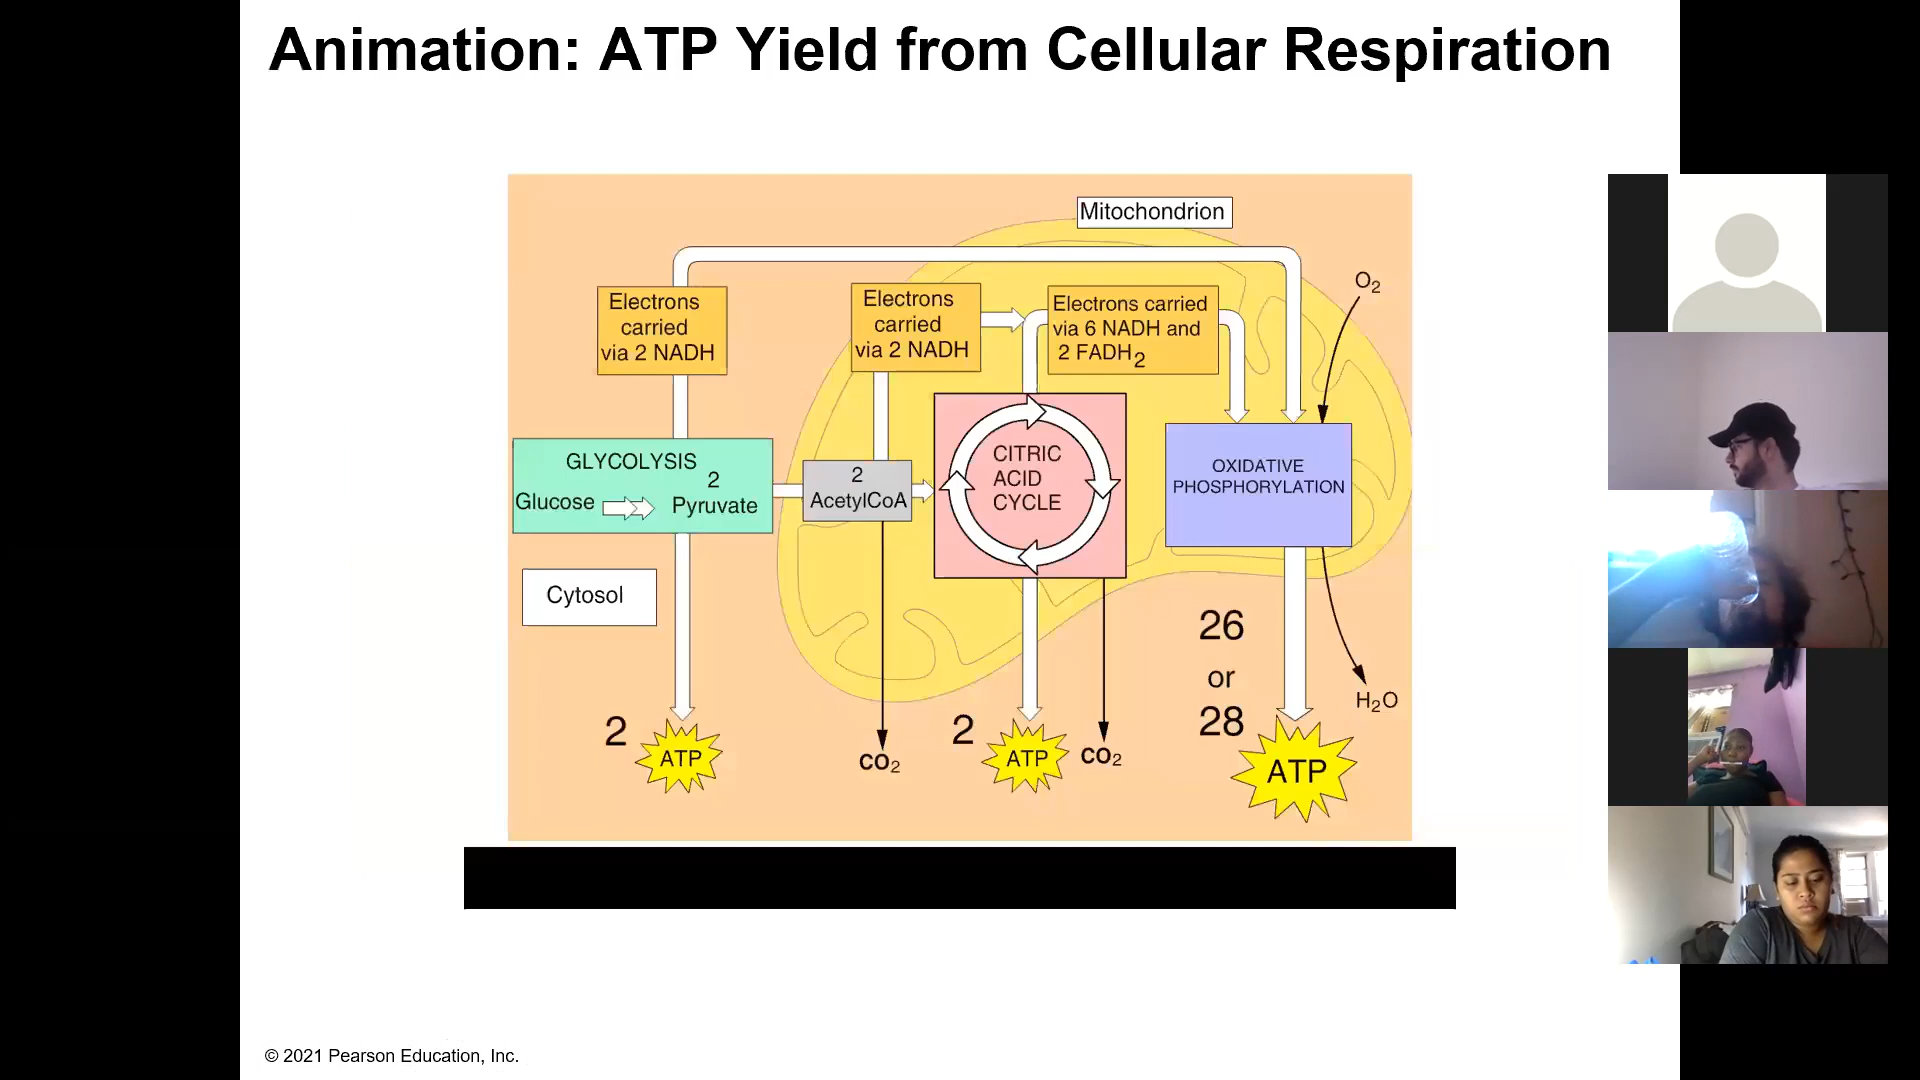 Animation: ATP Yield from Cellular Respiration
Mitochondrion
O2
Electrons
carried
via 2 NADH
Electrons
carried
via 2 NADH
Electrons carried
via 6 NADH and
2 FADH2
GLYCOLYSIS
2
Glucose
Pyruvate
2
AcetylCoA
CITRIC
ACID
CYCLE
OXIDATIVE
PHOSPHORYLATION
Cytosol
26
or
28
H2O
2
ATP
CO2
2
ATP
CO2
ATP
© 2021 Pearson Education, Inc.